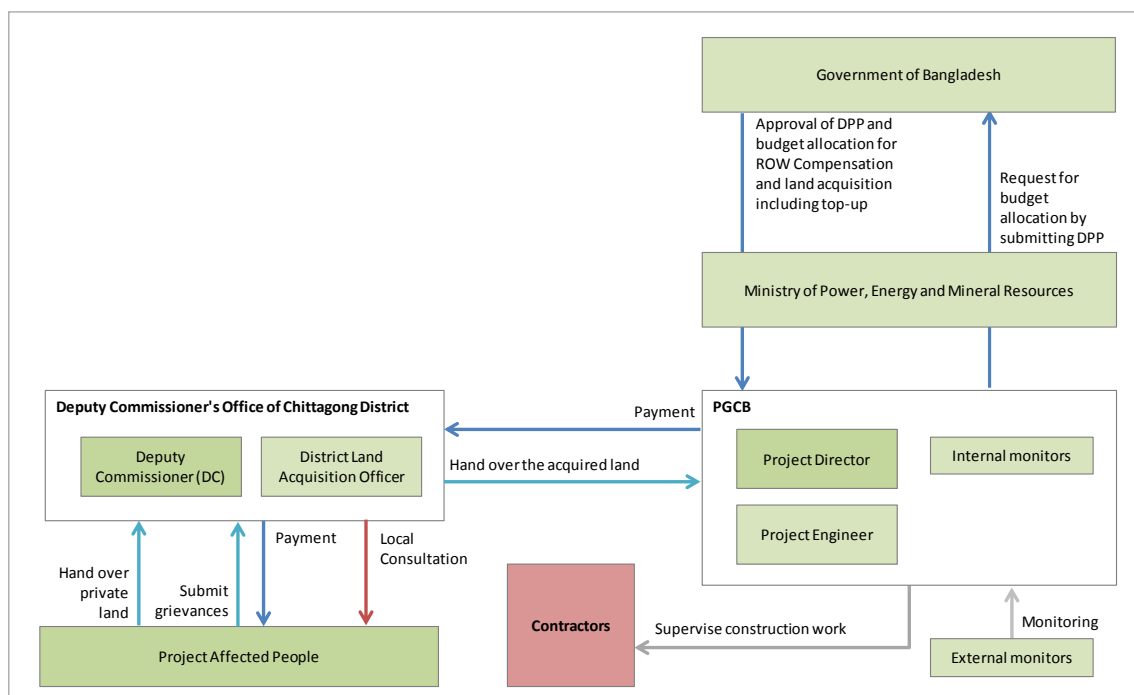 Government of Bangladesh
Approval of DPP and
budget allocation for
ROW Compensation
and land acquisition
including top-up
Request for
budget
allocation by
submitting DPP
Ministry of Power, Energy and Mineral Resources
Deputy Commissioner's Office of Chittagong District
Deputy
Commissioner (DC)
District Land
Acquisition Officer
Payment
Hand over the acquired land
PGCB
Project Director
Internal monitors
Project Engineer
Hand over
private
land
Submit
grievances
Payment
Local
Consultation
Project Affected People
Contractors
Supervise construction work
Monitoring
External monitors